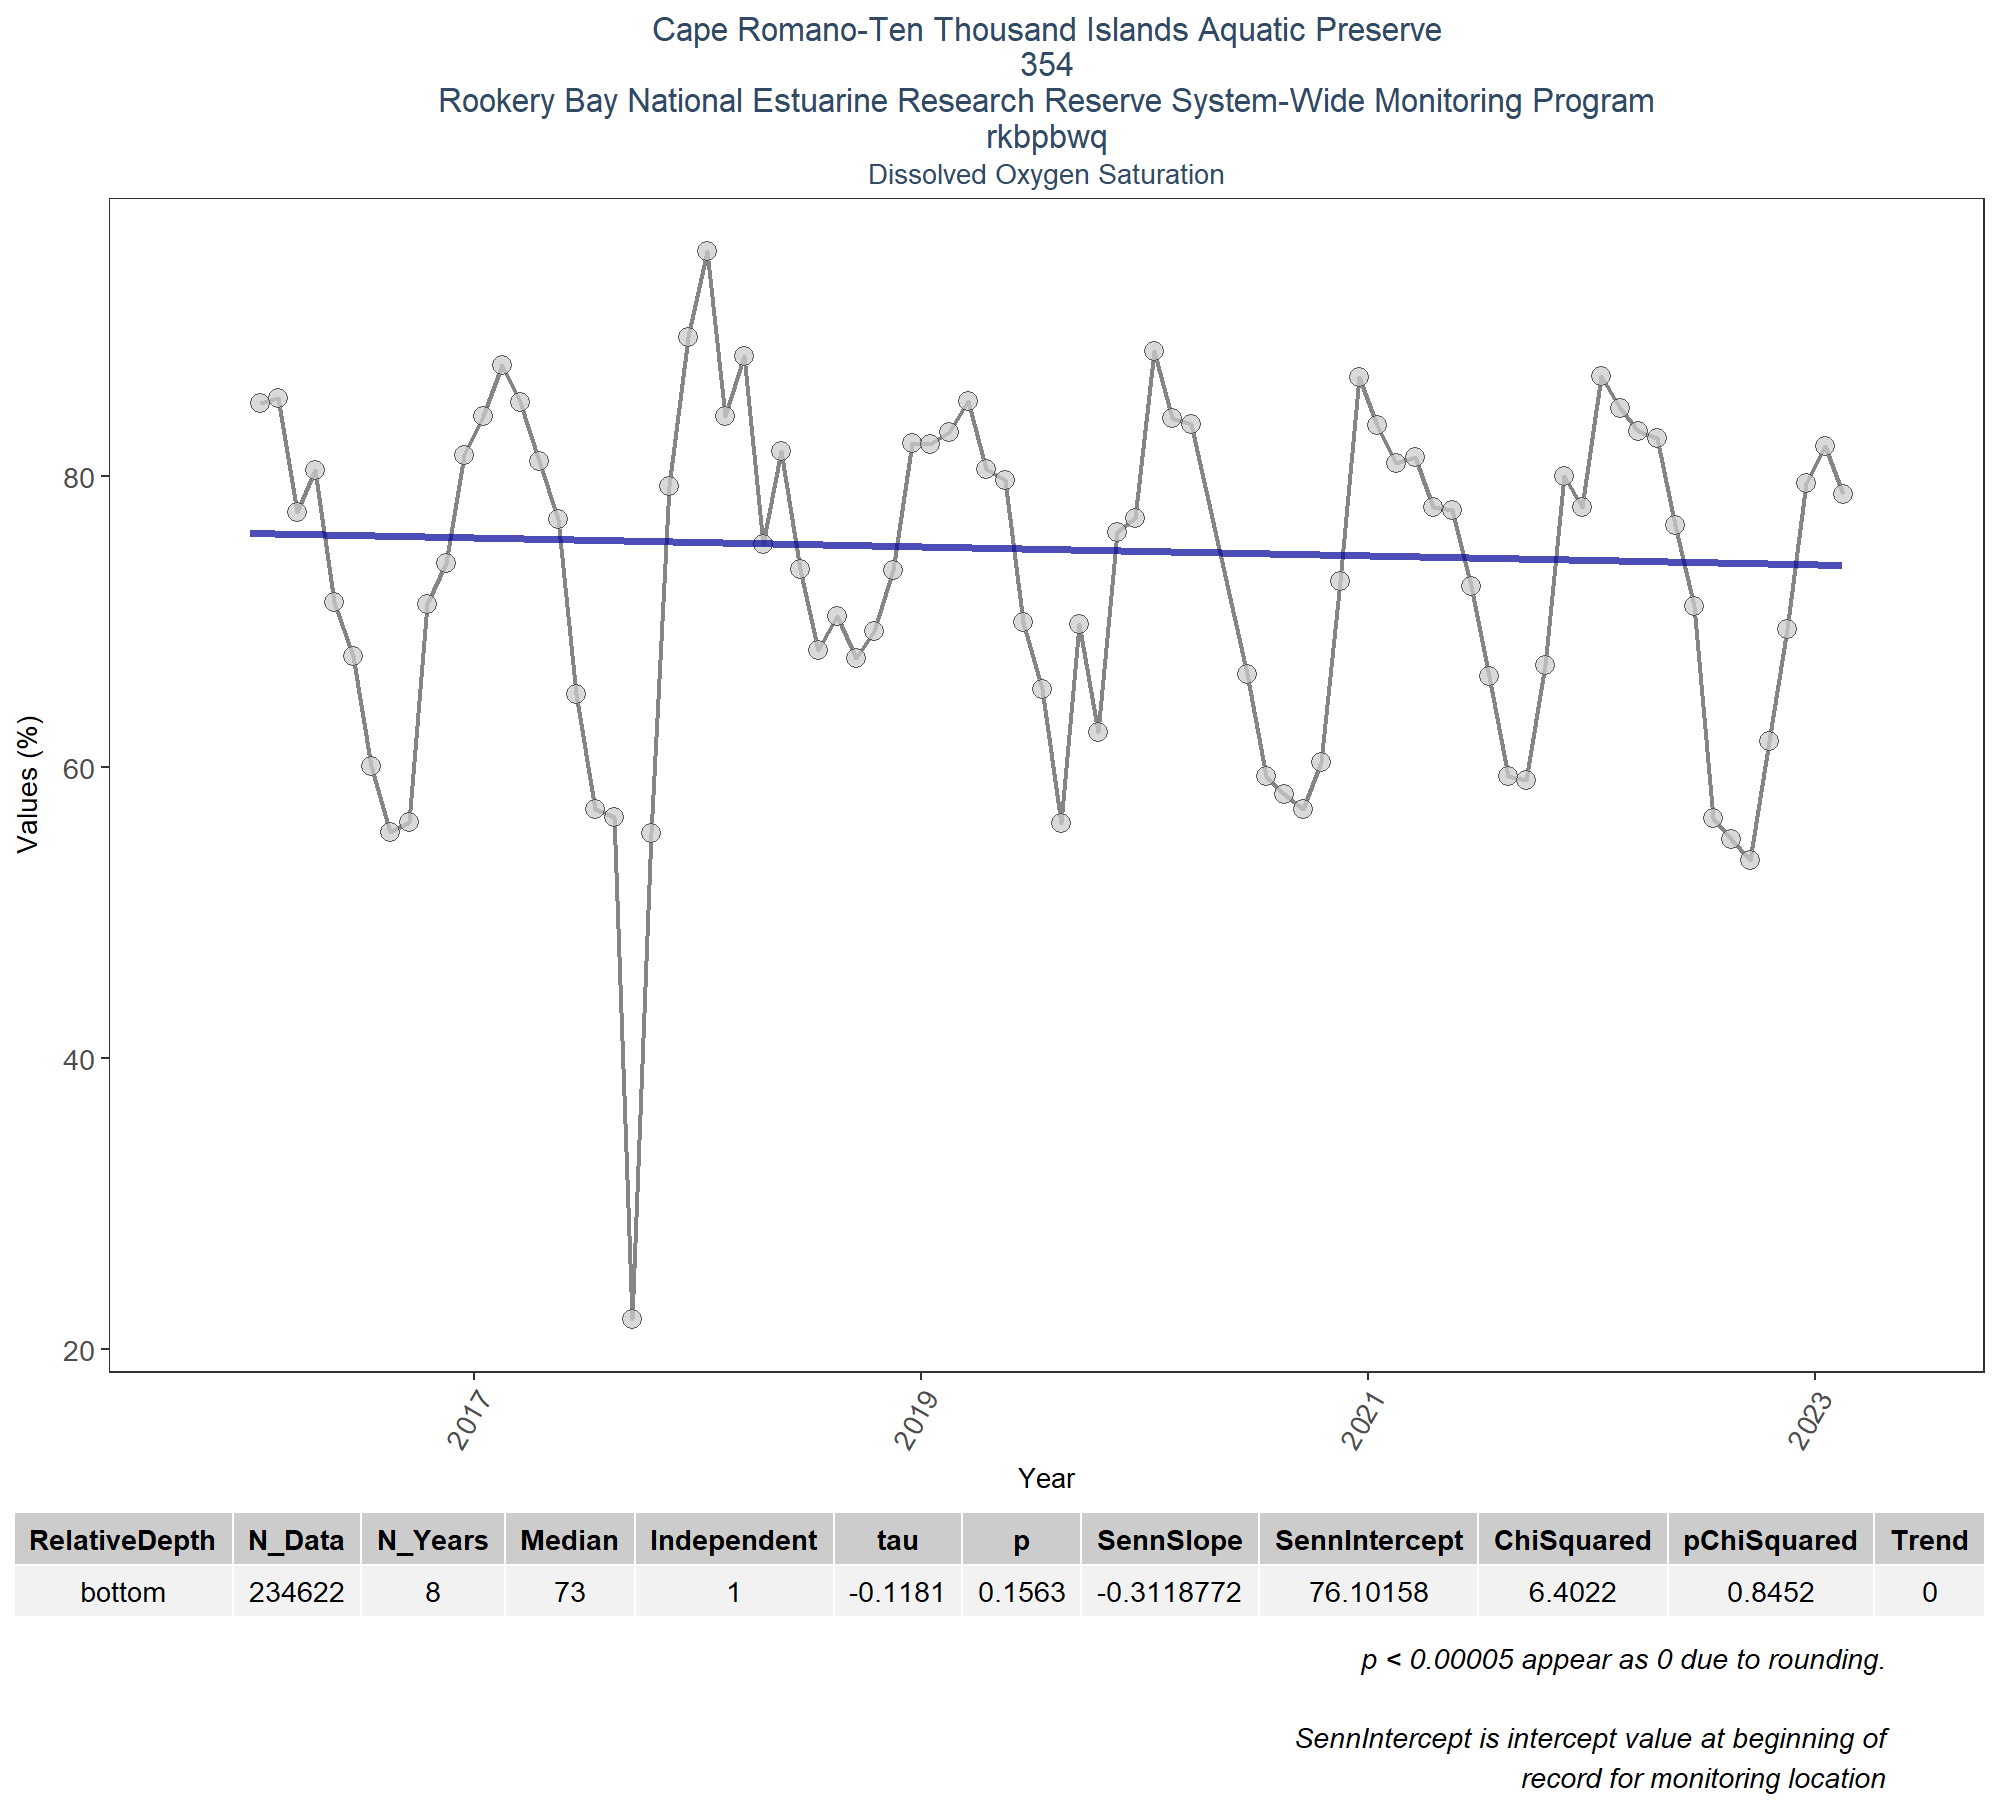 Cape Romano-Ten Thousand Islands Aquatic Preserve
354
Rookery Bay National Estuarine Research Reserve System-Wide Monitoring Program
rkbpbwq
Dissolved Oxygen Saturation
Values (%)
80
60
40
20
2017 2019 2021 2023
Year
RelativeDepth N_Data N_Years Median Independent tau p SennSlope SennIntercept ChiSquared pChiSquared Trend
bottom 234622 8 73 1 -0.1181 0.1563 -0.3118772 76.10158 6.4022 0.8452 0
p < 0.00005 appear as 0 due to rounding.
SennIntercept is intercept value at beginning of
record for monitoring location